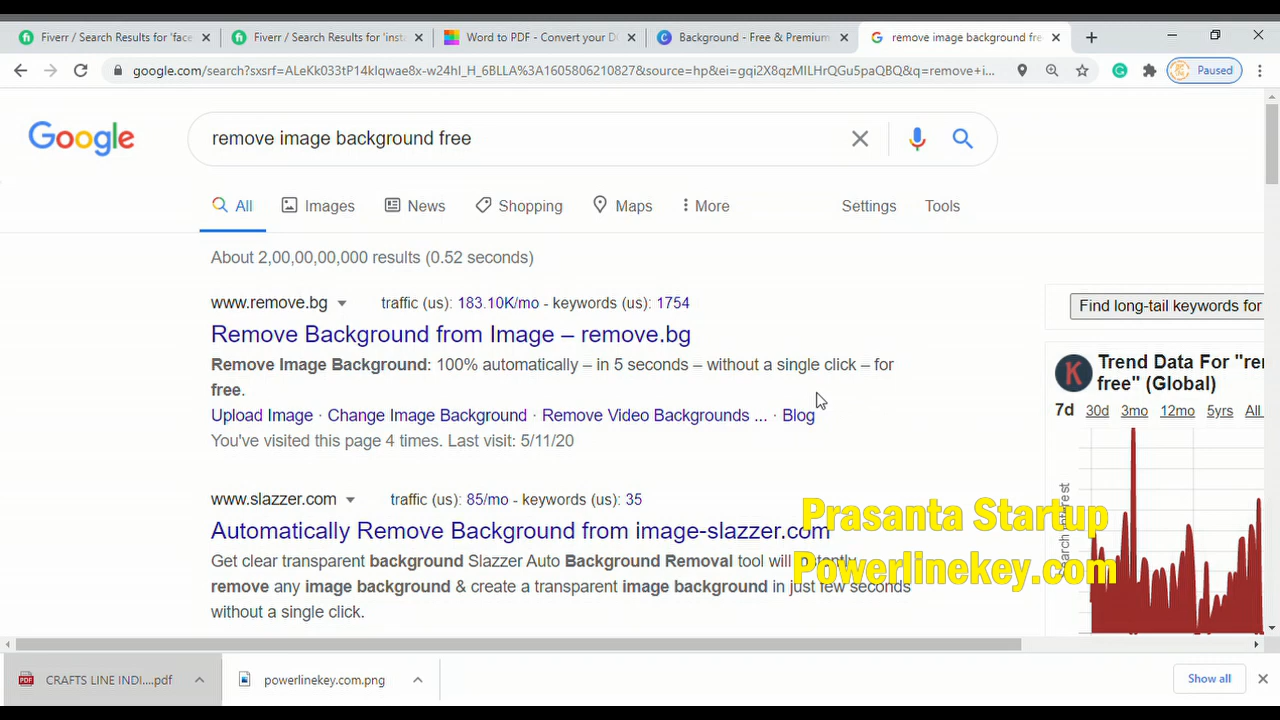 Fiverr / Search Results for 'face
Fiverr / Search Results for 'inst
Word to PDF - Convert your D
Background - Free & Premium
remove image background fre
google.com/search?sxsrf=ALeKk033tP14kIqwae8x-w24hI_H_6BLLA%3A1605806210827&source=hp&ei=gqi2X8qzMILHrQGu5paQBQ&q=remove+i...
Paused
Google
remove image background free
All
Images
News
Shopping
Maps
More
Settings
Tools
About 2,00,00,00,000 results (0.52 seconds)
www.remove.bg
traffic (us): 183.10K/mo - keywords (us): 1754
Remove Background from Image – remove.bg
Remove Image Background: 100% automatically – in 5 seconds – without a single click – for
free.
Upload Image · Change Image Background · Remove Video Backgrounds ... · Blog
You've visited this page 4 times. Last visit: 5/11/20
www.slazzer.com
traffic (us): 85/mo - keywords (us): 35
Automatically Remove Background from image-slazzer.com
Get clear transparent background Slazzer Auto Background Removal tool will
remove any image background & create a transparent image background in just few seconds
without a single click.
Find long-tail keywords for
K
Trend Data For "re
free" (Global)
7d 30d 3mo 12mo 5yrs All
Search Interest
Prasanta Startup
Powerlinekey.com
PDF
CRAFTS LINE INDI....pdf
powerlinekey.com.png
Show all